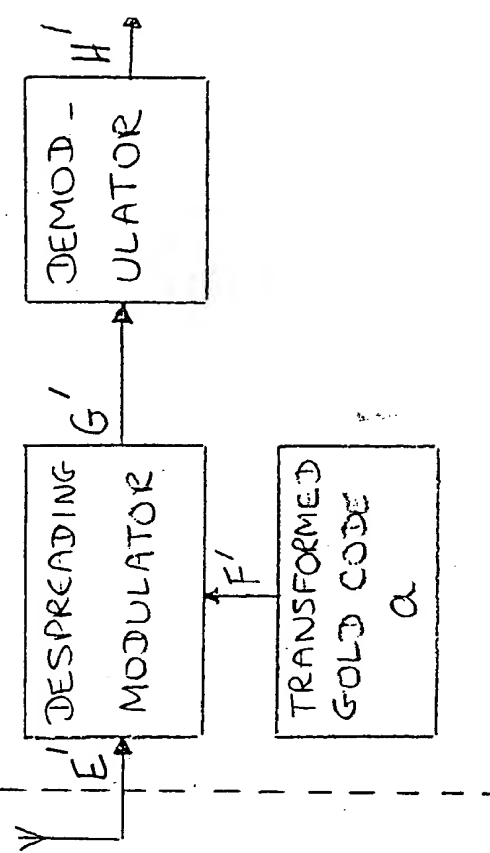 E'
DESPREADING
MODULATOR
G'
DEMOD-
ULATOR
H'
F'
TRANSFORMED
GOLD CODE
a